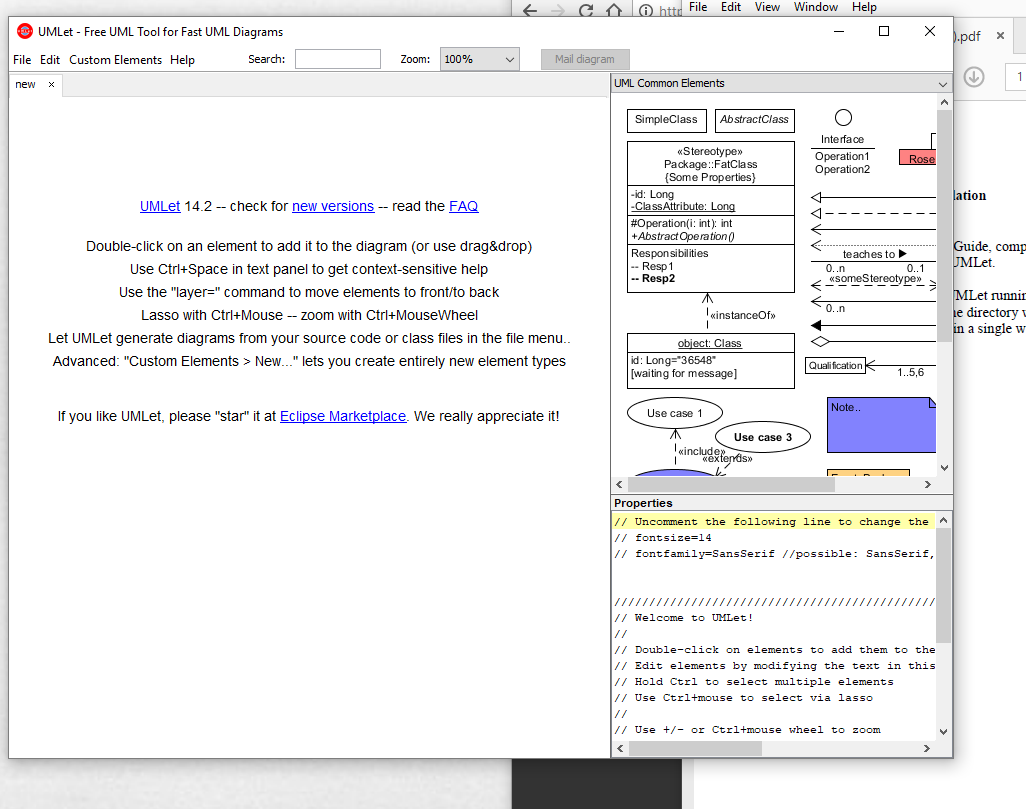 File Edit View Window Help
http
UMLet - Free UML Tool for Fast UML Diagrams
).pdf
File Edit Custom Elements Help Search: Zoom: 100% Mail diagram
1
new
UMLet 14.2 -- check for new versions -- read the FAQ
Double-click on an element to add it to the diagram (or use drag&drop)
Use Ctrl+Space in text panel to get context-sensitive help
Use the "layer=" command to move elements to front/to back
Lasso with Ctrl+Mouse -- zoom with Ctrl+MouseWheel
Let UMLet generate diagrams from your source code or class files in the file menu..
Advanced: "Custom Elements > New..." lets you create entirely new element types
If you like UMLet, please "star" it at Eclipse Marketplace. We really appreciate it!
UML Common Elements
SimpleClass
AbstractClass
«Stereotype»
Package::FatClass
{Some Properties}
-id: Long
-ClassAttribute: Long
#Operation(i: int): int
+AbstractOperation()
Responsibilities
-- Resp1
-- Resp2
«instanceOf»
object: Class
id: Long="36548"
[waiting for message]
Use case 1
Use case 3
«include»
«extends»
Interface
Operation1
Operation2
Rose
teaches to
0..n 0..1
«someStereotype»
0..n
Qualification
1..5,6
Note..
Properties
// Uncomment the following line to change the
// fontsize=14
// fontfamily=SansSerif //possible: SansSerif,
//////////////////////////////////////////////
// Welcome to UMLet!
//
// Double-click on elements to add them to the
// Edit elements by modifying the text in this
// Hold Ctrl to select multiple elements
// Use Ctrl+mouse to select via lasso
//
// Use +/- or Ctrl+mouse wheel to zoom
lation
Guide, comp
UMLet.
UMLet runnin
he directory w
in a single w